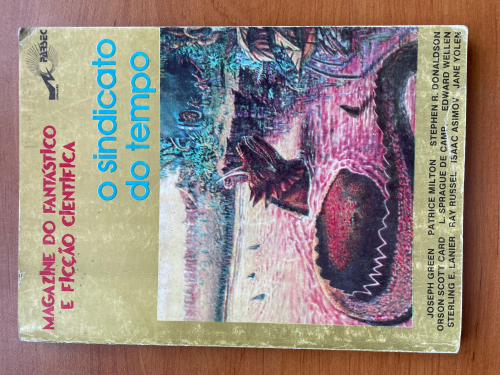 PAEBEC
MAGAZINE DO FANTÁSTICO
E FICÇÃO CIENTÍFICA
o sindicato
do tempo
JOSEPH GREEN PATRICE MILTON STEPHEN R. DONALDSON
ORSON SCOTT CARD L. SPRAGUE DE CAMP EDWARD WELLEN
STERLING E. LANIER RAY RUSSEL ISAAC ASIMOV JANE YOLEN